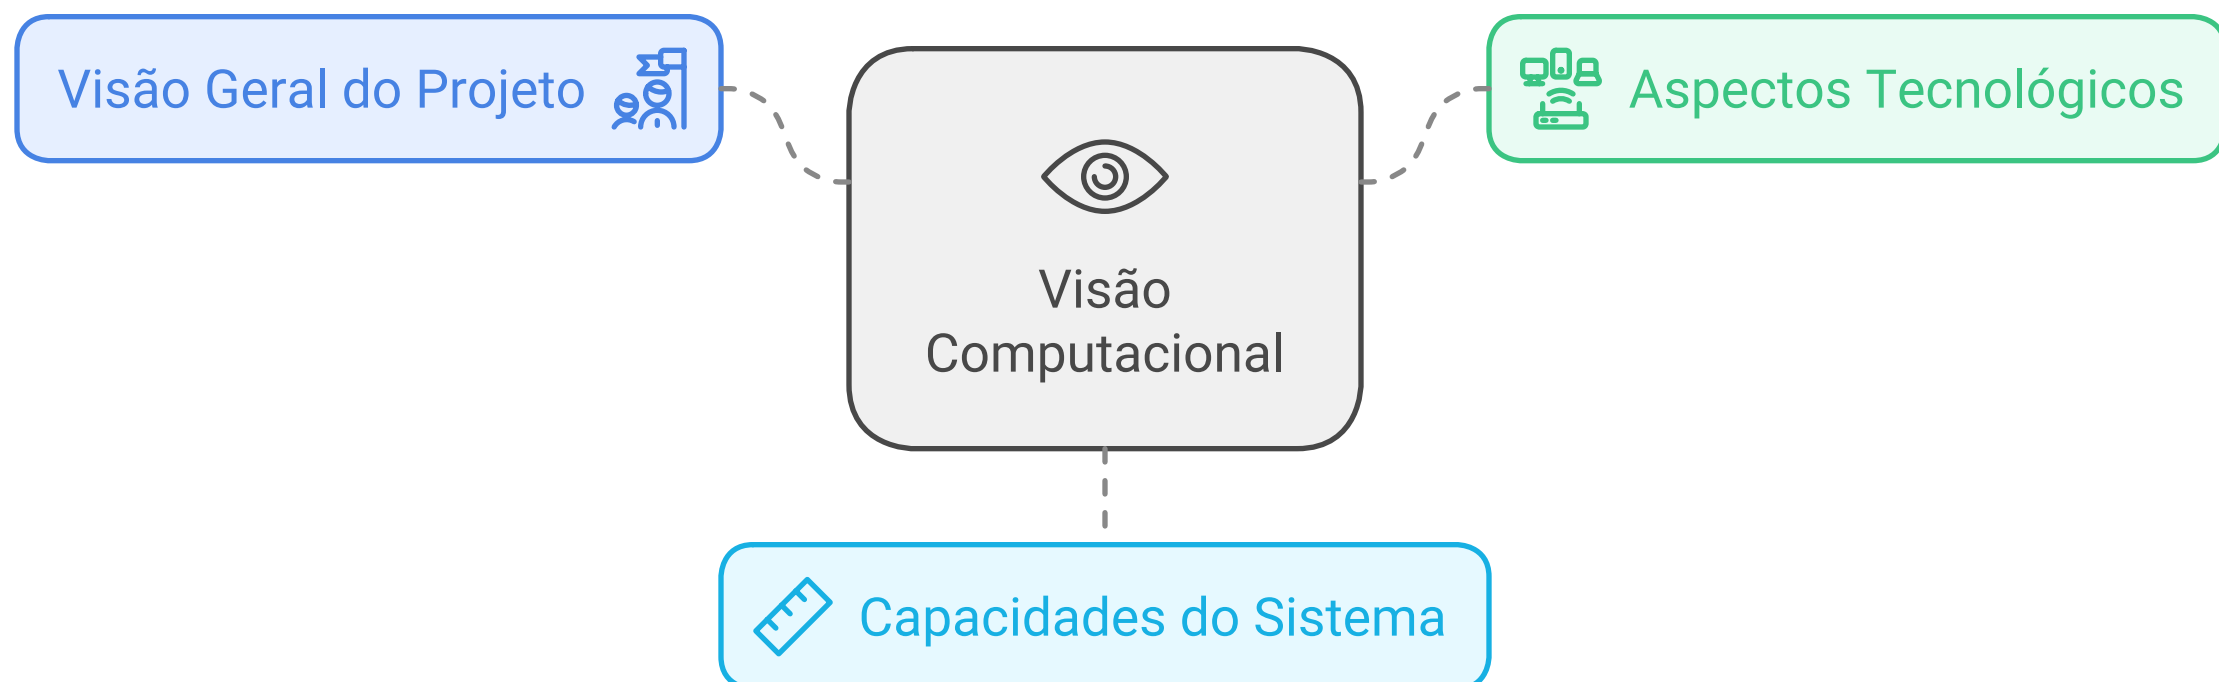 Visão Geral do Projeto
Aspectos Tecnológicos
Visão
Computacional
Capacidades do Sistema